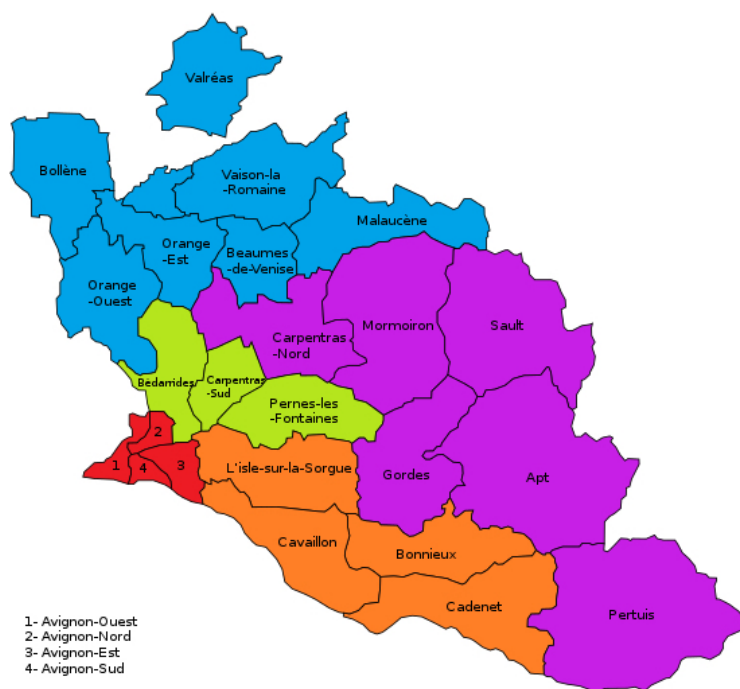 Valréas
Bollène
Vaison-la
-Romaine
Malaucène
Orange
-Est
Beaumes
-de-Venise
Orange
-Ouest
Carpentras
-Nord
Mormoiron
Sault
Bédarrides
Carpentras
-Sud
Pernes-les
-Fontaines
2
1
4
3
L'isle-sur-la-Sorgue
Gordes
Apt
Cavaillon
Bonnieux
Cadenet
Pertuis
1- Avignon-Ouest
2- Avignon-Nord
3- Avignon-Est
4- Avignon-Sud